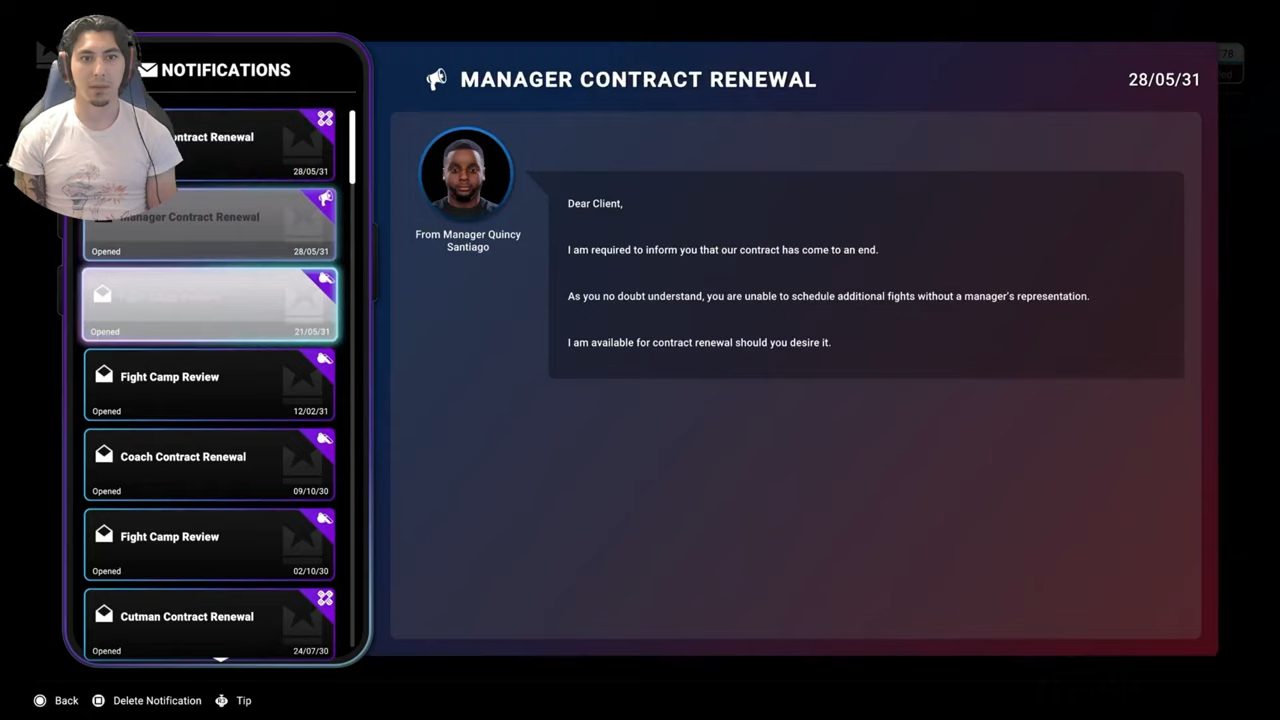 NOTIFICATIONS
ntract Renewal
28/05/31
Manager Contract Renewal
Opened
28/05/31
Opened
21/05/31
Fight Camp Review
Opened
12/02/31
Coach Contract Renewal
Opened
09/10/30
Fight Camp Review
Opened
02/10/30
Cutman Contract Renewal
Opened
24/07/30
MANAGER CONTRACT RENEWAL
28/05/31
78
From Manager Quincy
Santiago
Dear Client,
I am required to inform you that our contract has come to an end.
As you no doubt understand, you are unable to schedule additional fights without a manager's representation.
I am available for contract renewal should you desire it.
Back
Delete Notification
R3
Tip